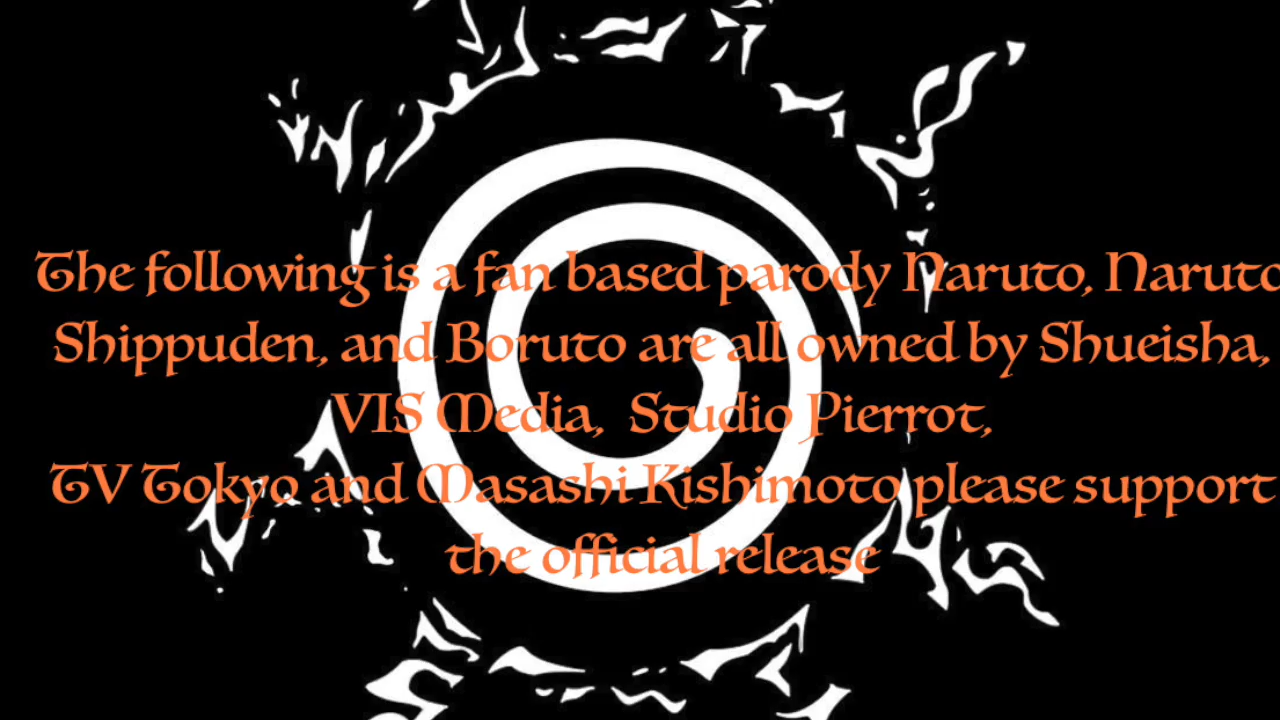 The following is a fan based parody Naruto, Naruto
Shippuden, and Boruto are all owned by Shueisha,
VIS Media,  Studio Pierrot,
TV Tokyo and Masashi Kishimoto please support
the official release